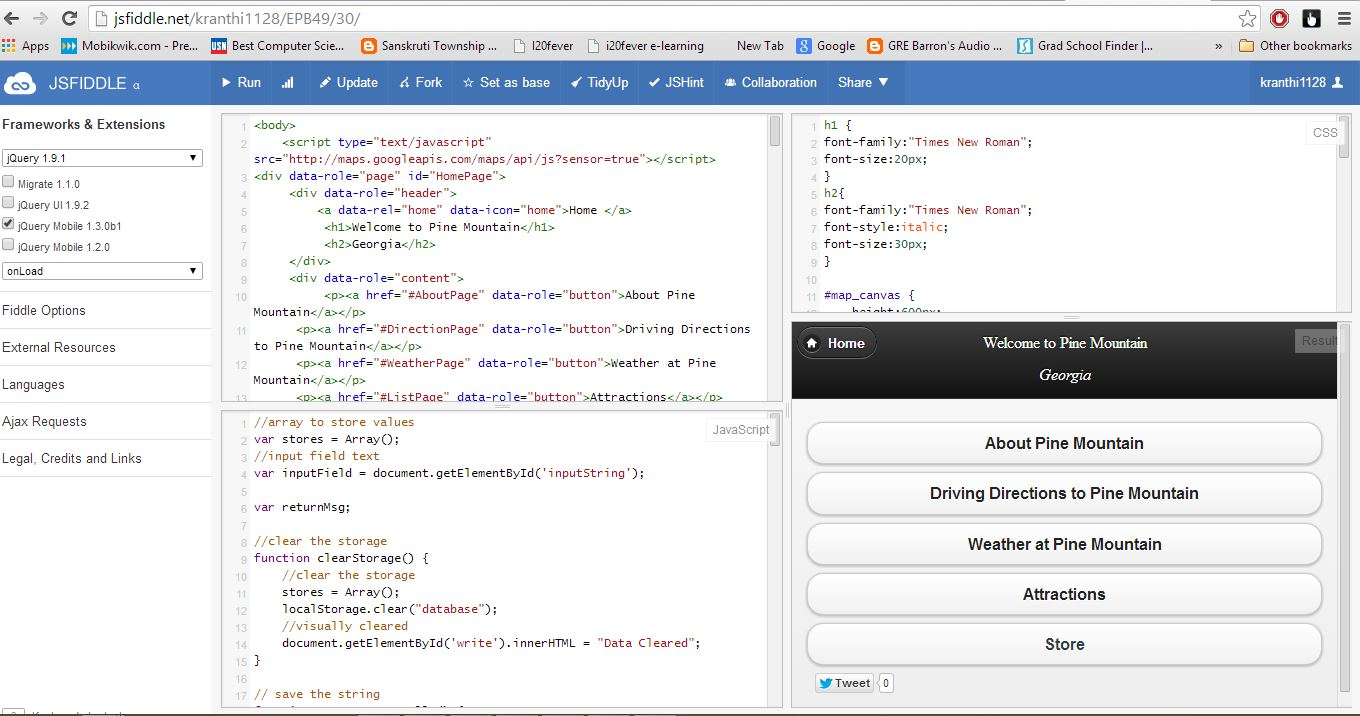 jsfiddle.net/kranthi1128/EPB49/30/
Apps Mobikwik.com - Pre... Best Computer Scie... Sanskruti Township ... I20fever i20fever e-learning New Tab Google GRE Barron's Audio ... Grad School Finder |... » Other bookmarks
JSFIDDLE α Run Update Fork Set as base TidyUp JSHint Collaboration Share kranthi1128
Frameworks & Extensions
jQuery 1.9.1
Migrate 1.1.0
jQuery UI 1.9.2
jQuery Mobile 1.3.0b1
jQuery Mobile 1.2.0
onLoad
Fiddle Options
External Resources
Languages
Ajax Requests
Legal, Credits and Links
1 <body>
2 <script type="text/javascript"
src="http://maps.googleapis.com/maps/api/js?sensor=true"></script>
3 <div data-role="page" id="HomePage">
4 <div data-role="header">
5 <a data-rel="home" data-icon="home">Home </a>
6 <h1>Welcome to Pine Mountain</h1>
7 <h2>Georgia</h2>
8 </div>
9 <div data-role="content">
10 <p><a href="#AboutPage" data-role="button">About Pine
Mountain</a></p>
11 <p><a href="#DirectionPage" data-role="button">Driving Directions
to Pine Mountain</a></p>
12 <p><a href="#WeatherPage" data-role="button">Weather at Pine
Mountain</a></p>
13 <p><a href="#ListPage" data-role="button">Attractions</a></p>
JavaScript
1 //array to store values
2 var stores = Array();
3 //input field text
4 var inputField = document.getElementById('inputString');
5
6 var returnMsg;
7
8 //clear the storage
9 function clearStorage() {
10 //clear the storage
11 stores = Array();
12 localStorage.clear("database");
13 //visually cleared
14 document.getElementById('write').innerHTML = "Data Cleared";
15 }
16
17 // save the string
CSS
1 h1 {
2 font-family:"Times New Roman";
3 font-size:20px;
4 }
5 h2{
6 font-family:"Times New Roman";
7 font-style:italic;
8 font-size:30px;
9 }
10
11 #map_canvas {
height:600px;
Home Welcome to Pine Mountain Result
Georgia
About Pine Mountain
Driving Directions to Pine Mountain
Weather at Pine Mountain
Attractions
Store
Tweet 0